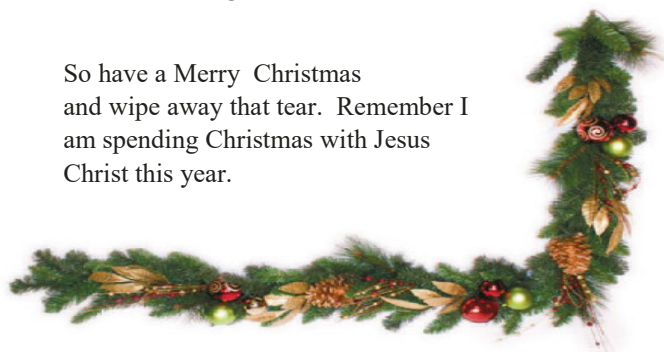 So have a Merry  Christmas
and wipe away that tear.  Remember I
am spending Christmas with Jesus
Christ this year.